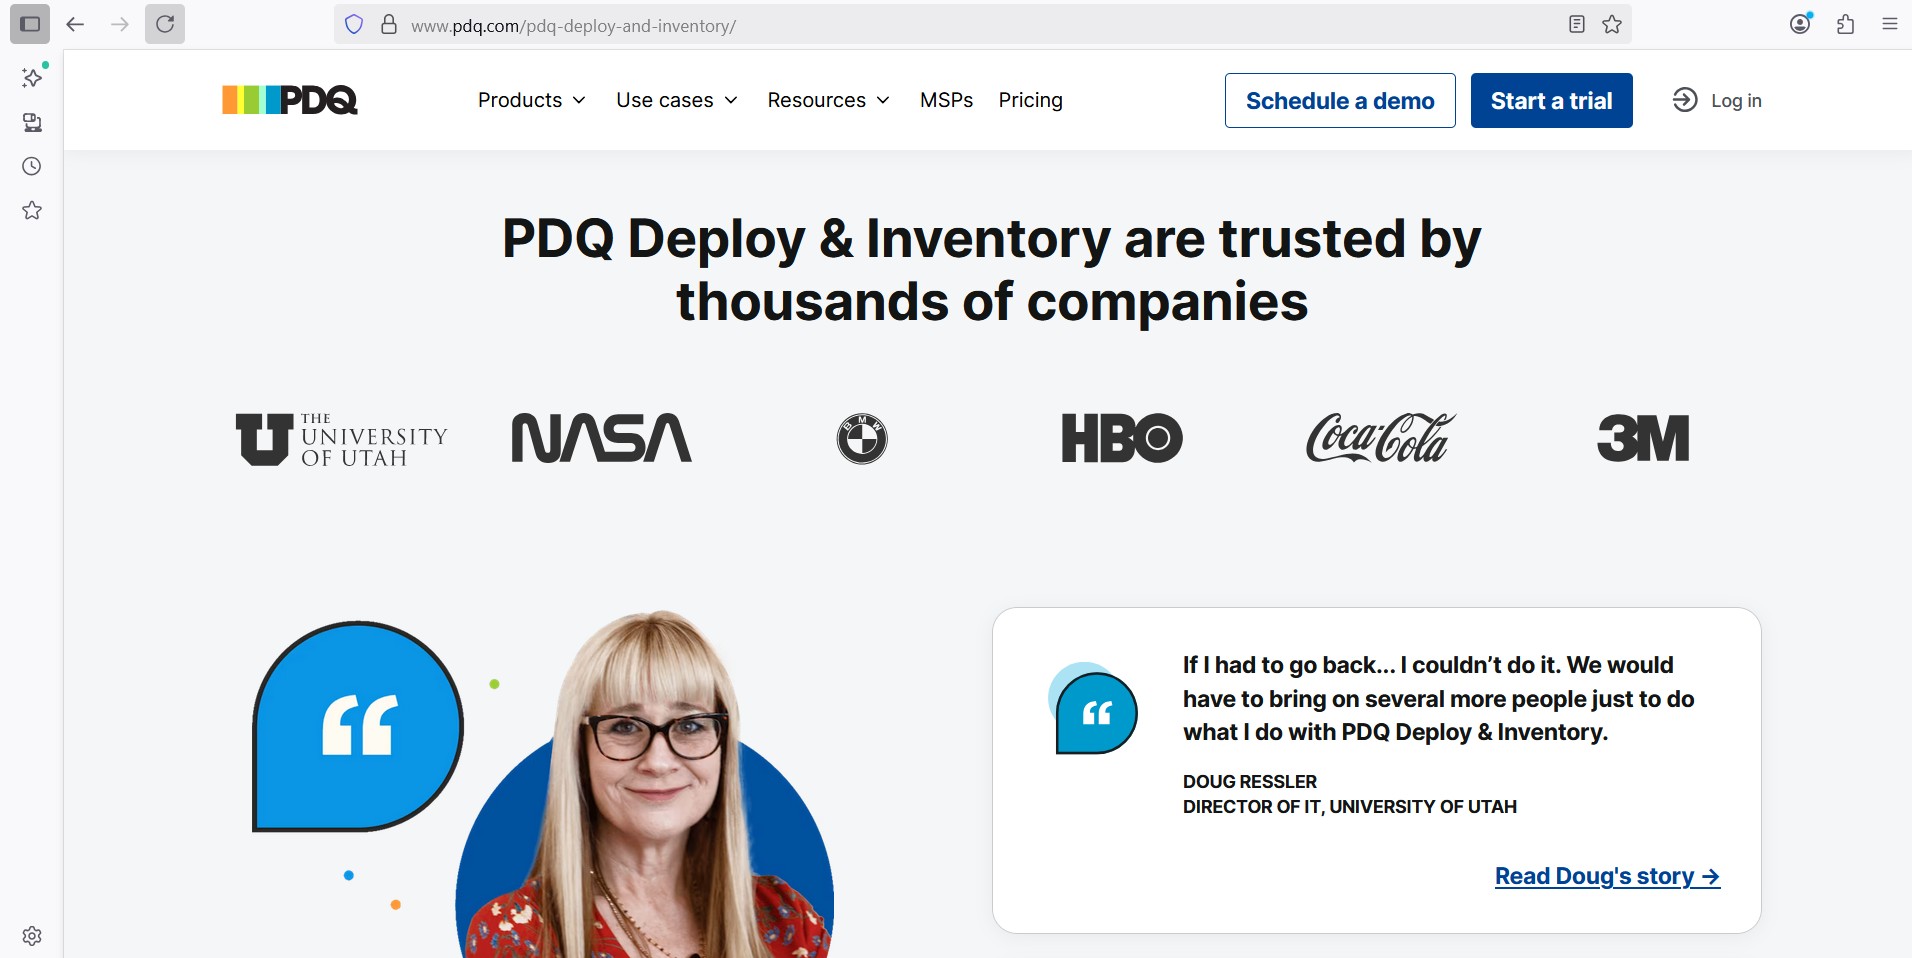 www.pdq.com/pdq-deploy-and-inventory/
PDQ
Products
Use cases
Resources
MSPs
Pricing
Schedule a demo
Start a trial
Log in
PDQ Deploy & Inventory are trusted by
thousands of companies
U THE
UNIVERSITY
OF UTAH
NASA
BMW
HBO
Coca-Cola
3M
“
“
If I had to go back... I couldn’t do it. We would
have to bring on several more people just to do
what I do with PDQ Deploy & Inventory.
DOUG RESSLER
DIRECTOR OF IT, UNIVERSITY OF UTAH
Read Doug's story →